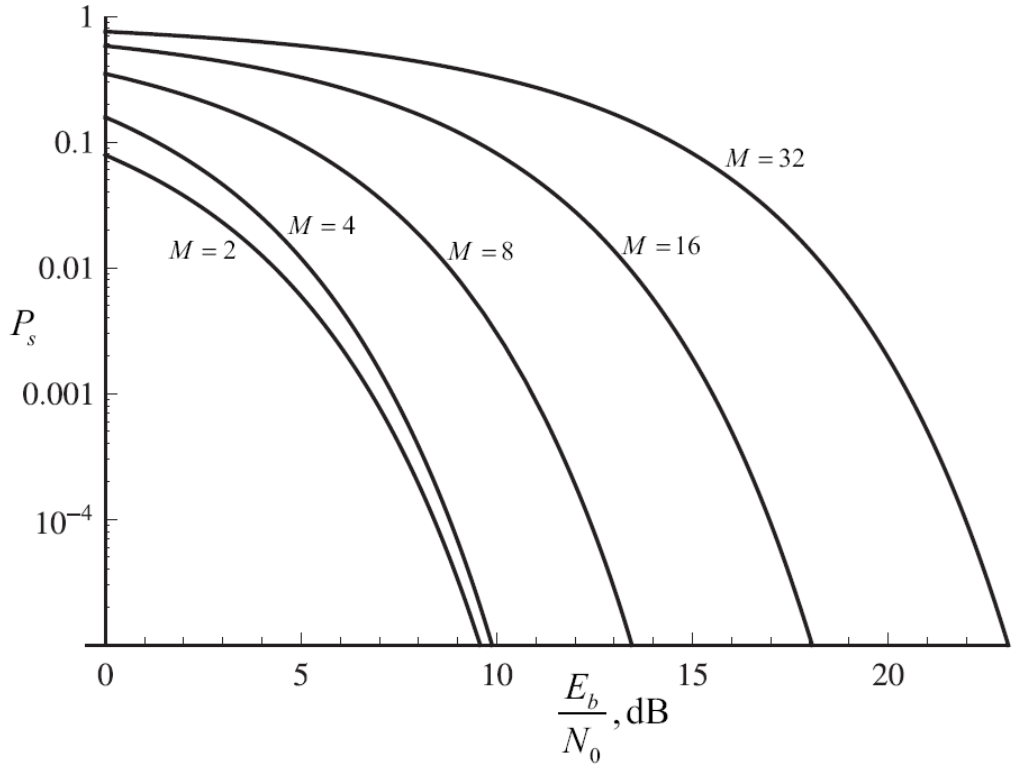 1
0.1
0.01
0.001
10⁻⁴
P_s
M = 2
M = 4
M = 8
M = 16
M = 32
0 5 10 15 20
E_b
N_0
, dB